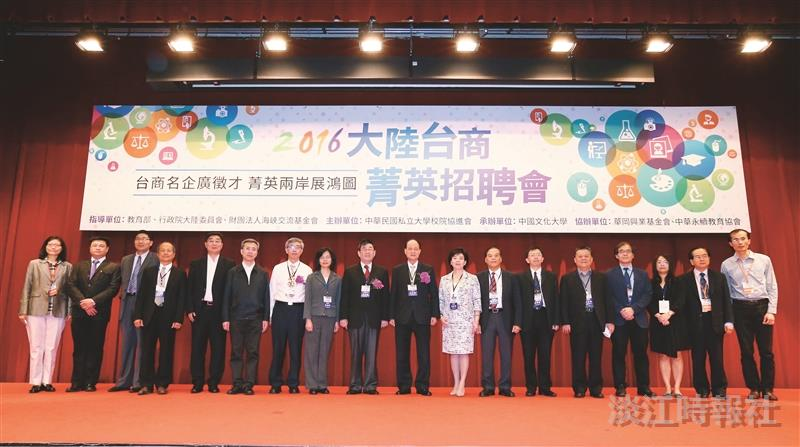 2016大陸台商
台商名企廣徵才 菁英兩岸展鴻圖
菁英招聘會
指導單位：教育部、行政院大陸委員會、財團法人海峽交流基金會 主辦單位：中華民國私立大學校院協進會 承辦單位：中國文化大學 協辦單位：華岡興業基金會、中華永續教育協會
淡江時報社